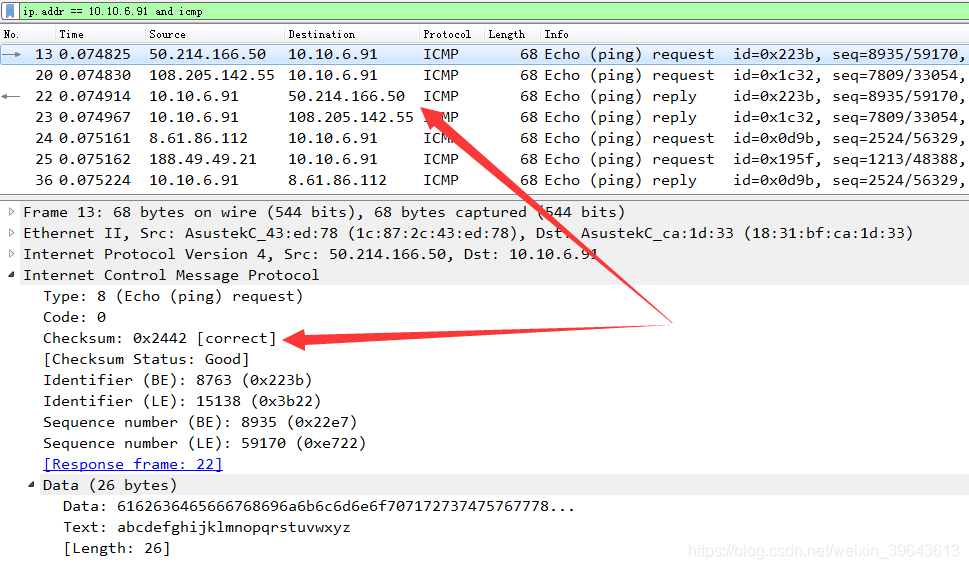 ip.addr == 10.10.6.91 and icmp
No. Time Source Destination Protocol Length Info
13 0.074825 50.214.166.50 10.10.6.91 ICMP 68 Echo (ping) request id=0x223b, seq=8935/59170,
20 0.074830 108.205.142.55 10.10.6.91 ICMP 68 Echo (ping) request id=0x1c32, seq=7809/33054,
22 0.074914 10.10.6.91 50.214.166.50 ICMP 68 Echo (ping) reply id=0x223b, seq=8935/59170,
23 0.074967 10.10.6.91 108.205.142.55 ICMP 68 Echo (ping) reply id=0x1c32, seq=7809/33054,
24 0.075161 8.61.86.112 10.10.6.91 ICMP 68 Echo (ping) request id=0x0d9b, seq=2524/56329,
25 0.075162 188.49.49.21 10.10.6.91 ICMP 68 Echo (ping) request id=0x195f, seq=1213/48388,
36 0.075224 10.10.6.91 8.61.86.112 ICMP 68 Echo (ping) reply id=0x0d9b, seq=2524/56329,
Frame 13: 68 bytes on wire (544 bits), 68 bytes captured (544 bits)
Ethernet II, Src: AsustekC_43:ed:78 (1c:87:2c:43:ed:78), Dst: AsustekC_ca:1d:33 (18:31:bf:ca:1d:33)
Internet Protocol Version 4, Src: 50.214.166.50, Dst: 10.10.6.91
Internet Control Message Protocol
Type: 8 (Echo (ping) request)
Code: 0
Checksum: 0x2442 [correct]
[Checksum Status: Good]
Identifier (BE): 8763 (0x223b)
Identifier (LE): 15138 (0x3b22)
Sequence number (BE): 8935 (0x22e7)
Sequence number (LE): 59170 (0xe722)
[Response frame: 22]
Data (26 bytes)
Data: 6162636465666768696a6b6c6d6e6f707172737475767778...
Text: abcdefghijklmnopqrstuvwxyz
[Length: 26]
https://blog.csdn.net/weixin_39643613